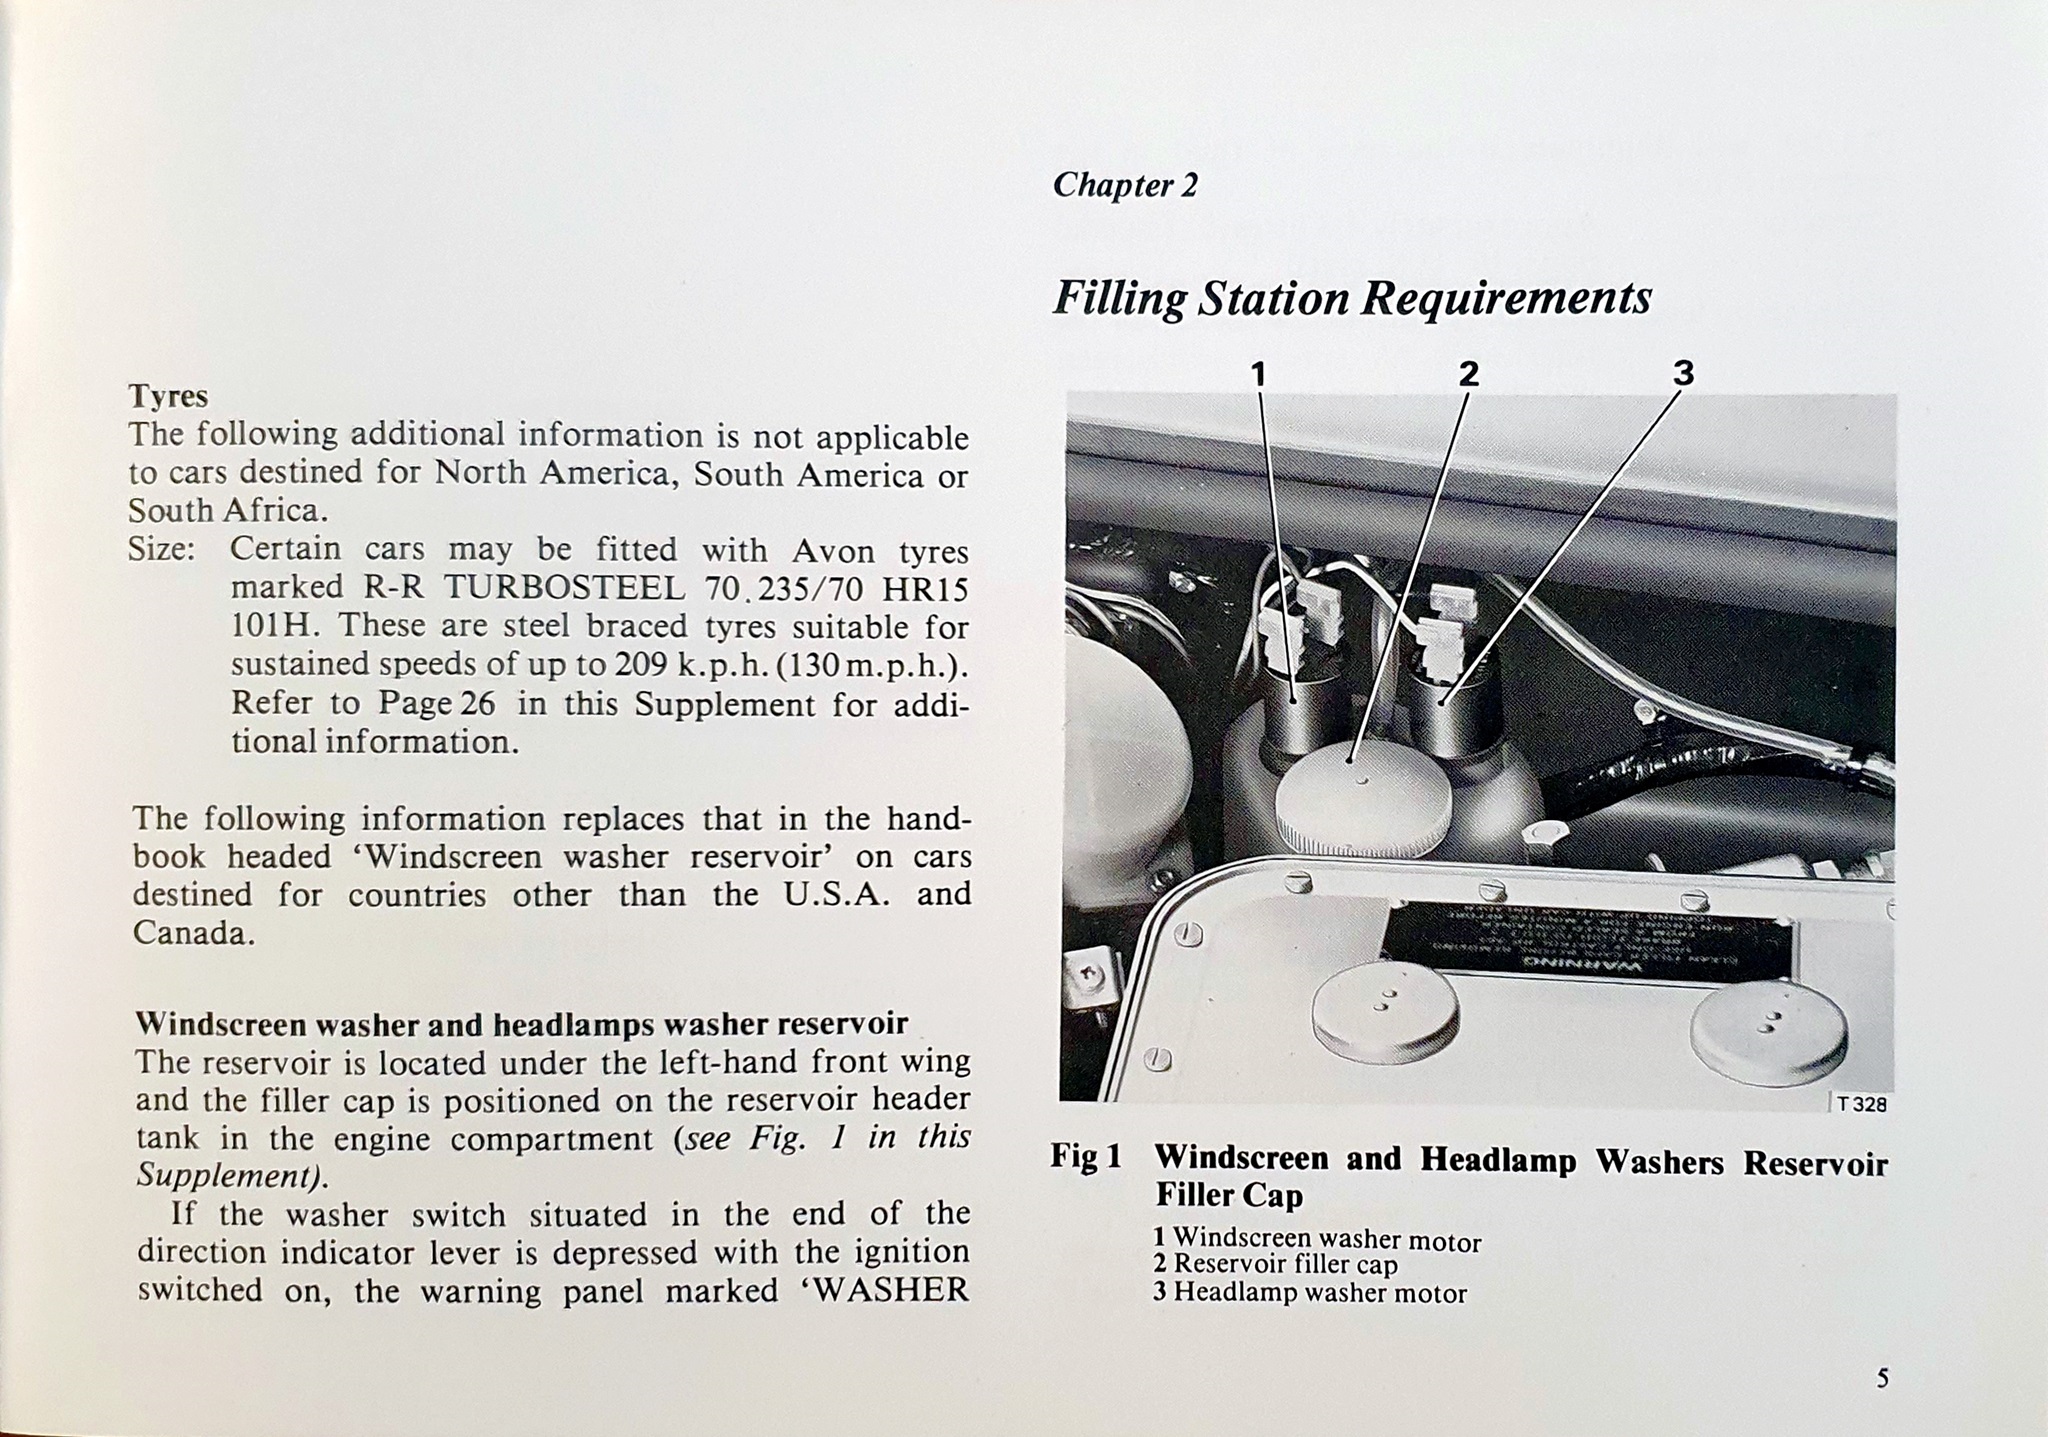 Chapter 2
Filling Station Requirements
Tyres
The following additional information is not applicable
to cars destined for North America, South America or
South Africa.
Size: Certain cars may be fitted with Avon tyres
marked R-R TURBOSTEEL 70.235/70 HR15
101H. These are steel braced tyres suitable for
sustained speeds of up to 209 k.p.h. (130 m.p.h.).
Refer to Page 26 in this Supplement for addi-
tional information.
The following information replaces that in the hand-
book headed ‘Windscreen washer reservoir’ on cars
destined for countries other than the U.S.A. and
Canada.
Windscreen washer and headlamps washer reservoir
The reservoir is located under the left-hand front wing
and the filler cap is positioned on the reservoir header
tank in the engine compartment (see Fig. 1 in this
Supplement).
If the washer switch situated in the end of the
direction indicator lever is depressed with the ignition
switched on, the warning panel marked ‘WASHER
1 2 3
WARNING
T 328
Fig 1 Windscreen and Headlamp Washers Reservoir
Filler Cap
1 Windscreen washer motor
2 Reservoir filler cap
3 Headlamp washer motor
5